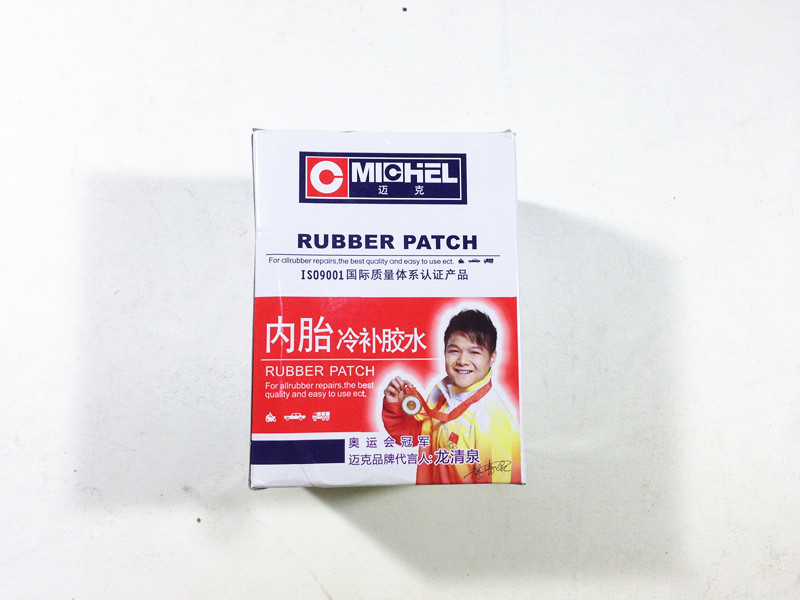 MICHEL
迈克
RUBBER PATCH
For allrubber repairs,the best quality and easy to use ect.
ISO9001国际质量体系认证产品
内胎 冷补胶水
RUBBER PATCH
For allrubber repairs,the best
quality and easy to use ect.
奥运会冠军
迈克品牌代言人: 龙清泉